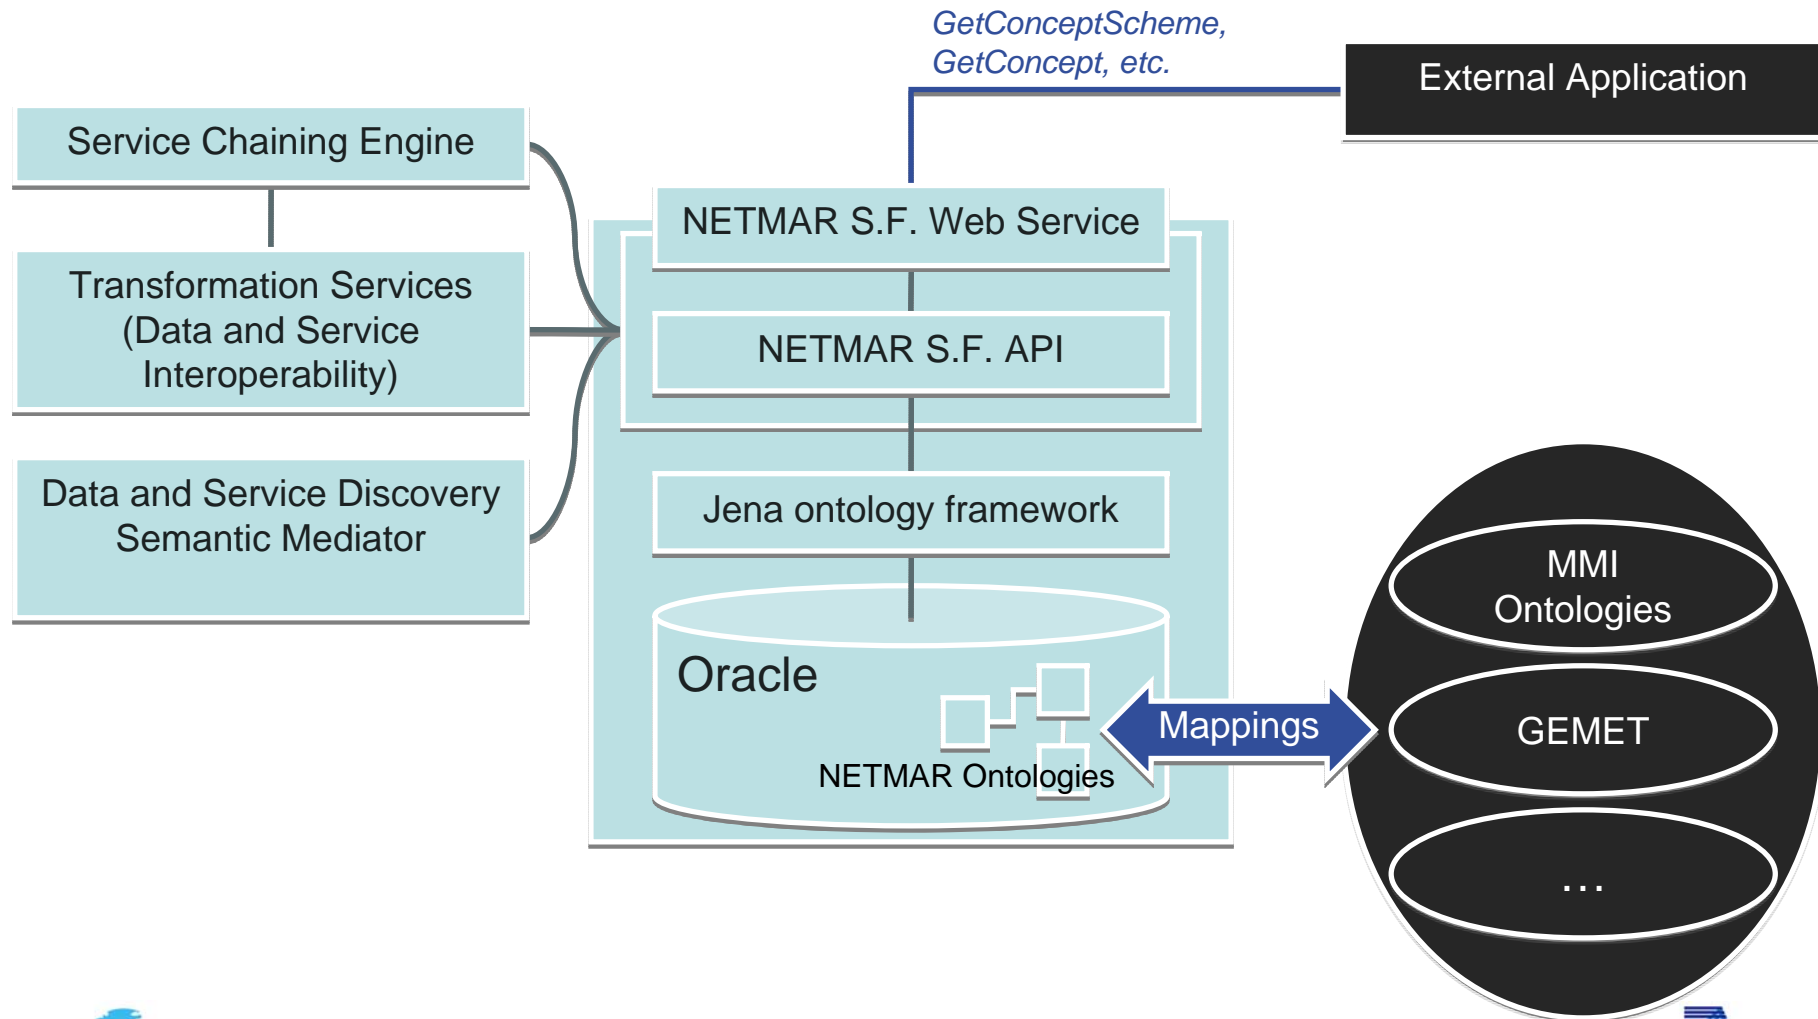 GetConceptScheme,
GetConcept, etc.
External Application
Service Chaining Engine
Transformation Services
(Data and Service
Interoperability)
Data and Service Discovery
Semantic Mediator
NETMAR S.F. Web Service
NETMAR S.F. API
Jena ontology framework
Oracle
NETMAR Ontologies
Mappings
MMI
Ontologies
GEMET
…